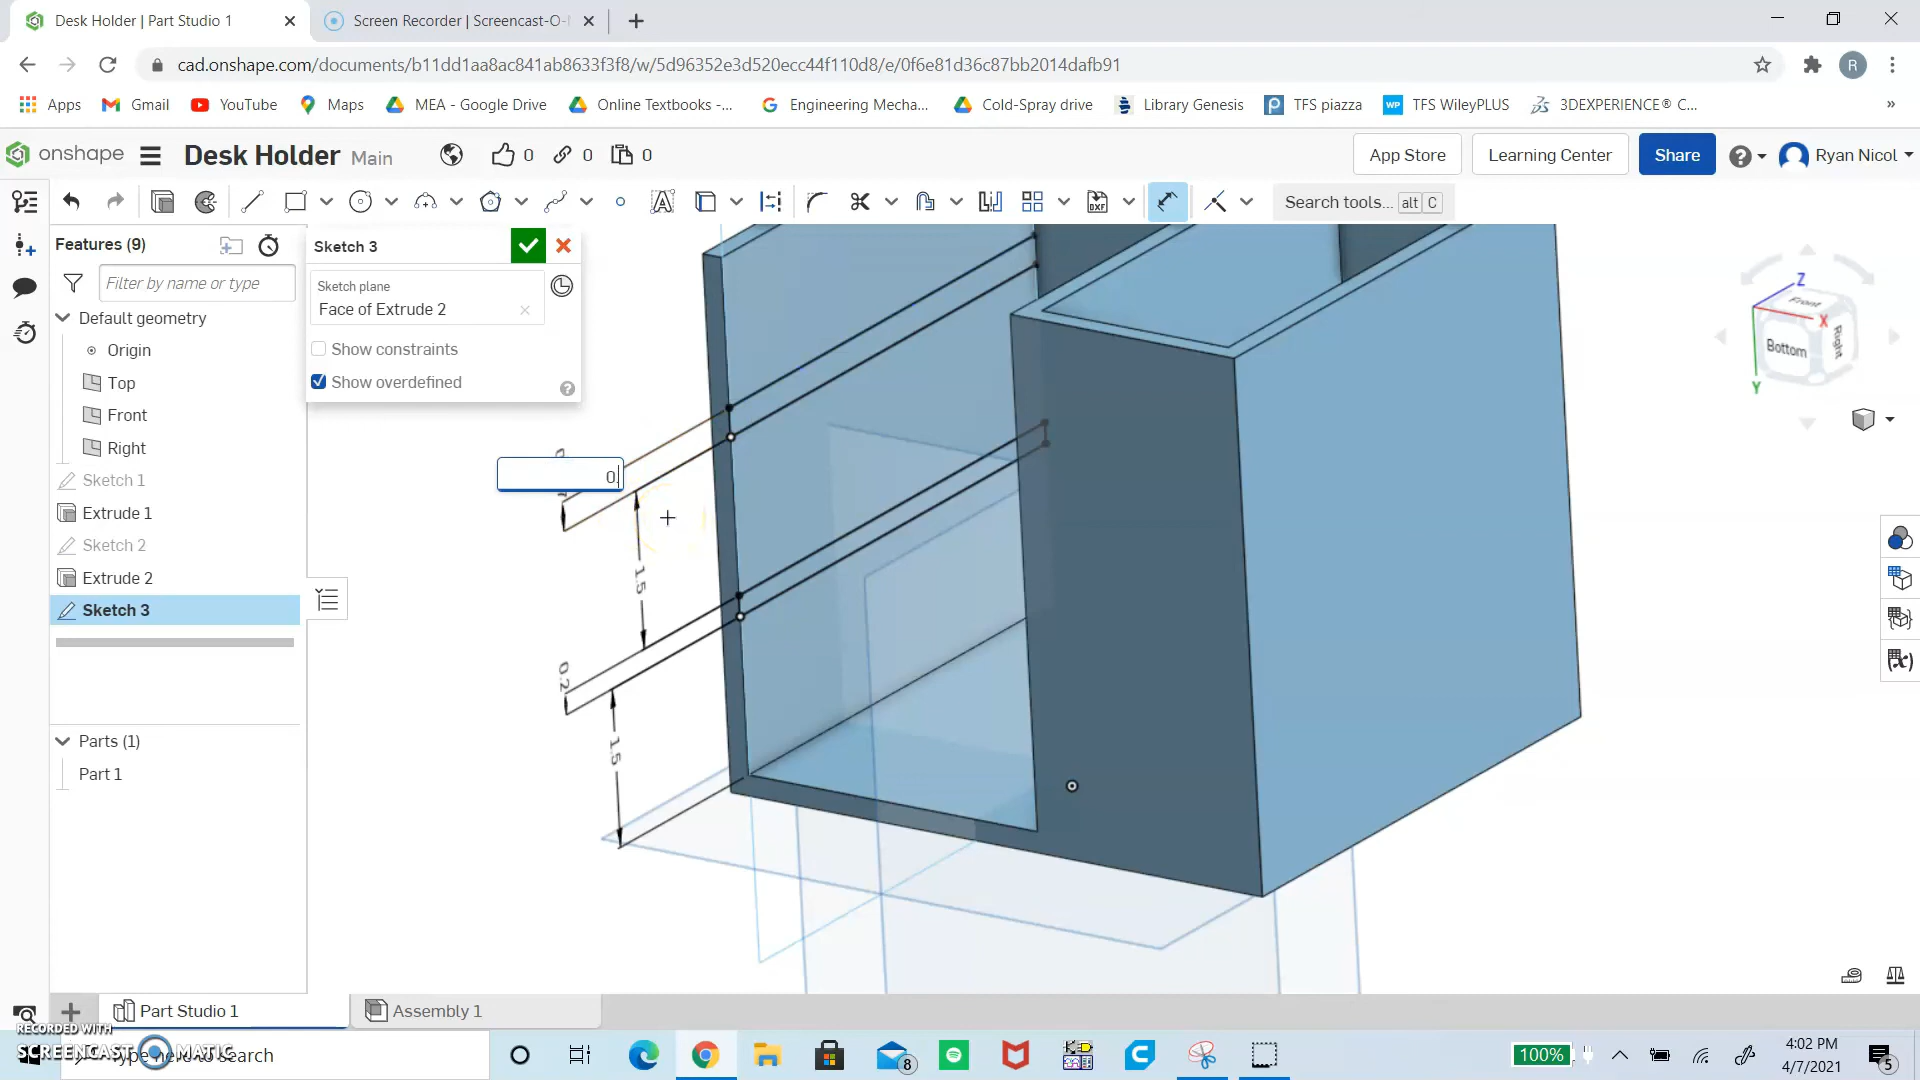 Desk Holder | Part Studio 1
Screen Recorder | Screencast-O-
cad.onshape.com/documents/b11dd1aa8ac841ab8633f3f8/w/5d96352e3d520ecc44f110d8/e/0f6e81d36c87bb2014dafb91
R
Apps
Gmail
YouTube
Maps
MEA - Google Drive
Online Textbooks -...
Engineering Mecha...
Cold-Spray drive
Library Genesis
TFS piazza
TFS WileyPLUS
3DEXPERIENCE® C...
»
onshape
Desk Holder
Main
0
0
0
App Store
Learning Center
Share
Ryan Nicol
Search tools... alt C
Features (9)
Filter by name or type
Default geometry
Origin
Top
Front
Right
Sketch 1
Extrude 1
Sketch 2
Extrude 2
Sketch 3
Parts (1)
Part 1
Sketch 3
Sketch plane
Face of Extrude 2
Show constraints
Show overdefined
0.
1.5
0.2
1.5
Z
Front
X
Right
Bottom
Y
Part Studio 1
Assembly 1
RECORDED WITH
SCREENCAST MATIC
Type here to search
8
100%
4:02 PM
4/7/2021
5